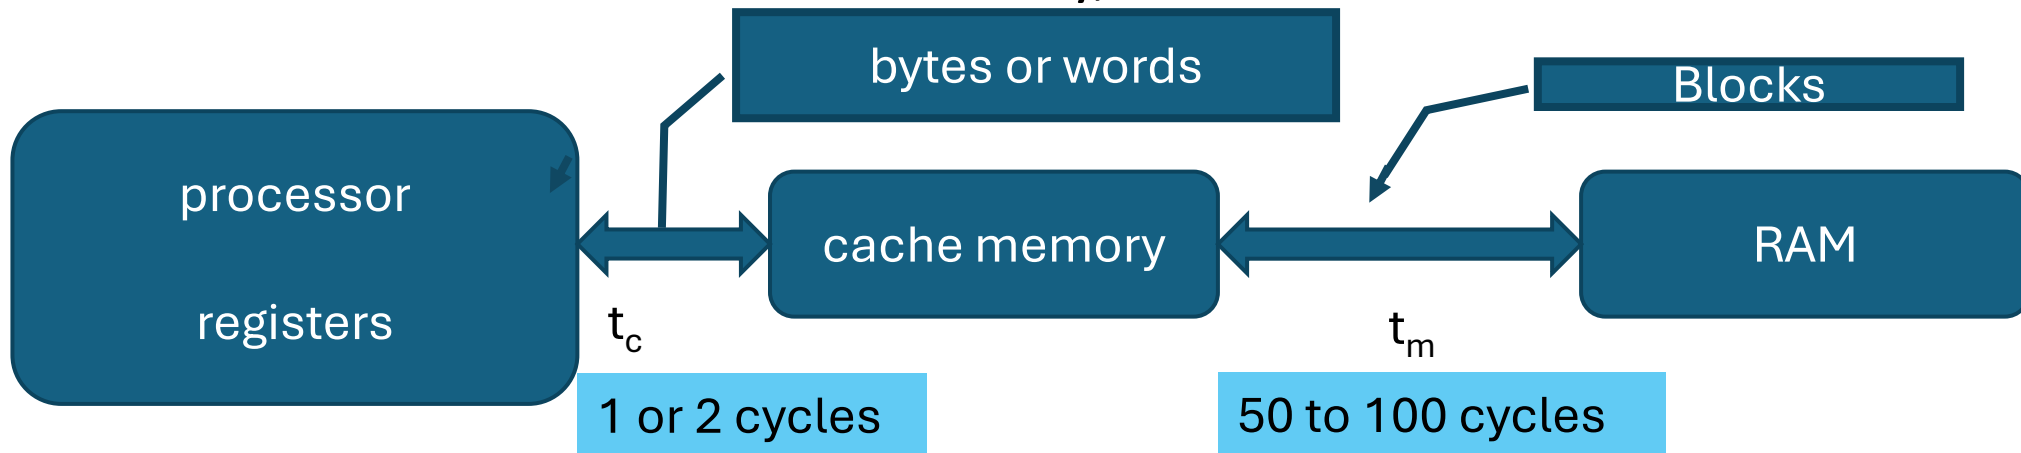 bytes or words
Blocks
processor
registers
cache memory
RAM
tc
tm
1 or 2 cycles
50 to 100 cycles